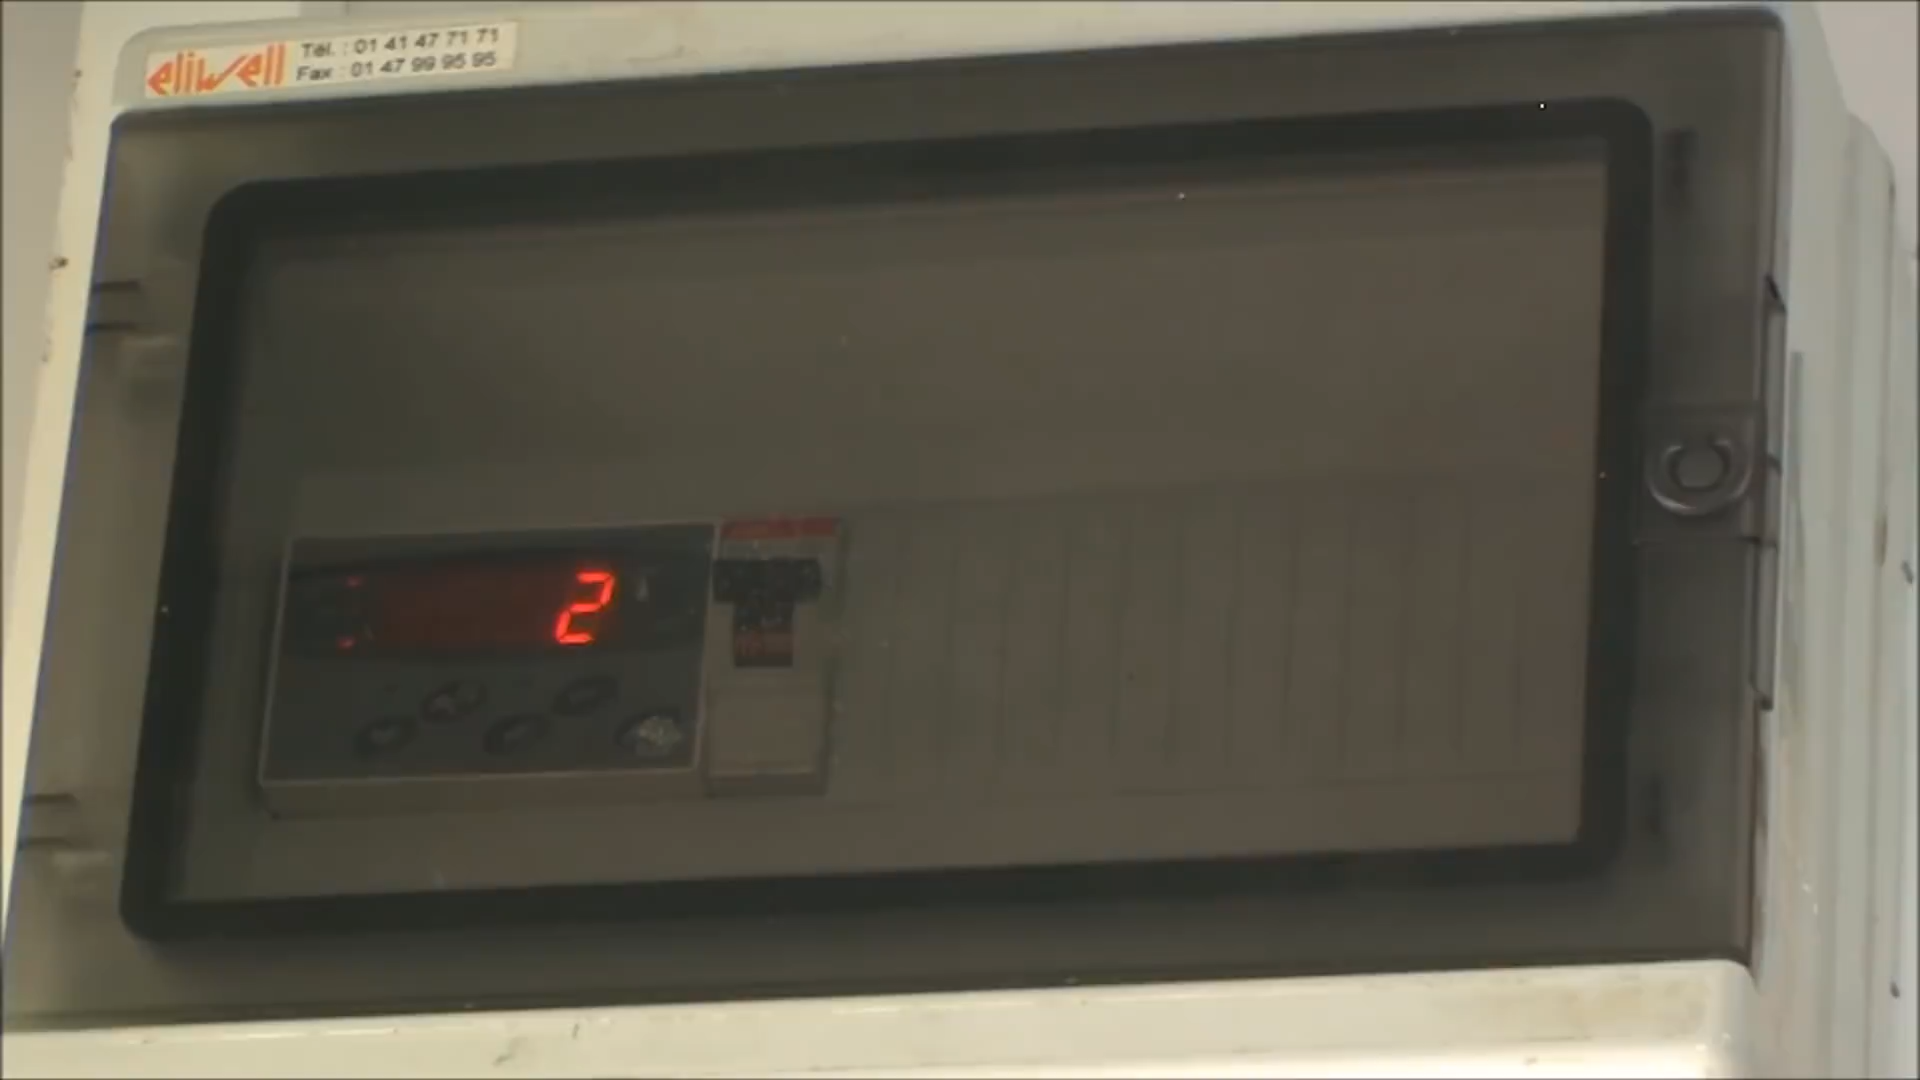 eliwell
Tél. : 01 41 47 71 71
Fax : 01 47 99 95 95
2